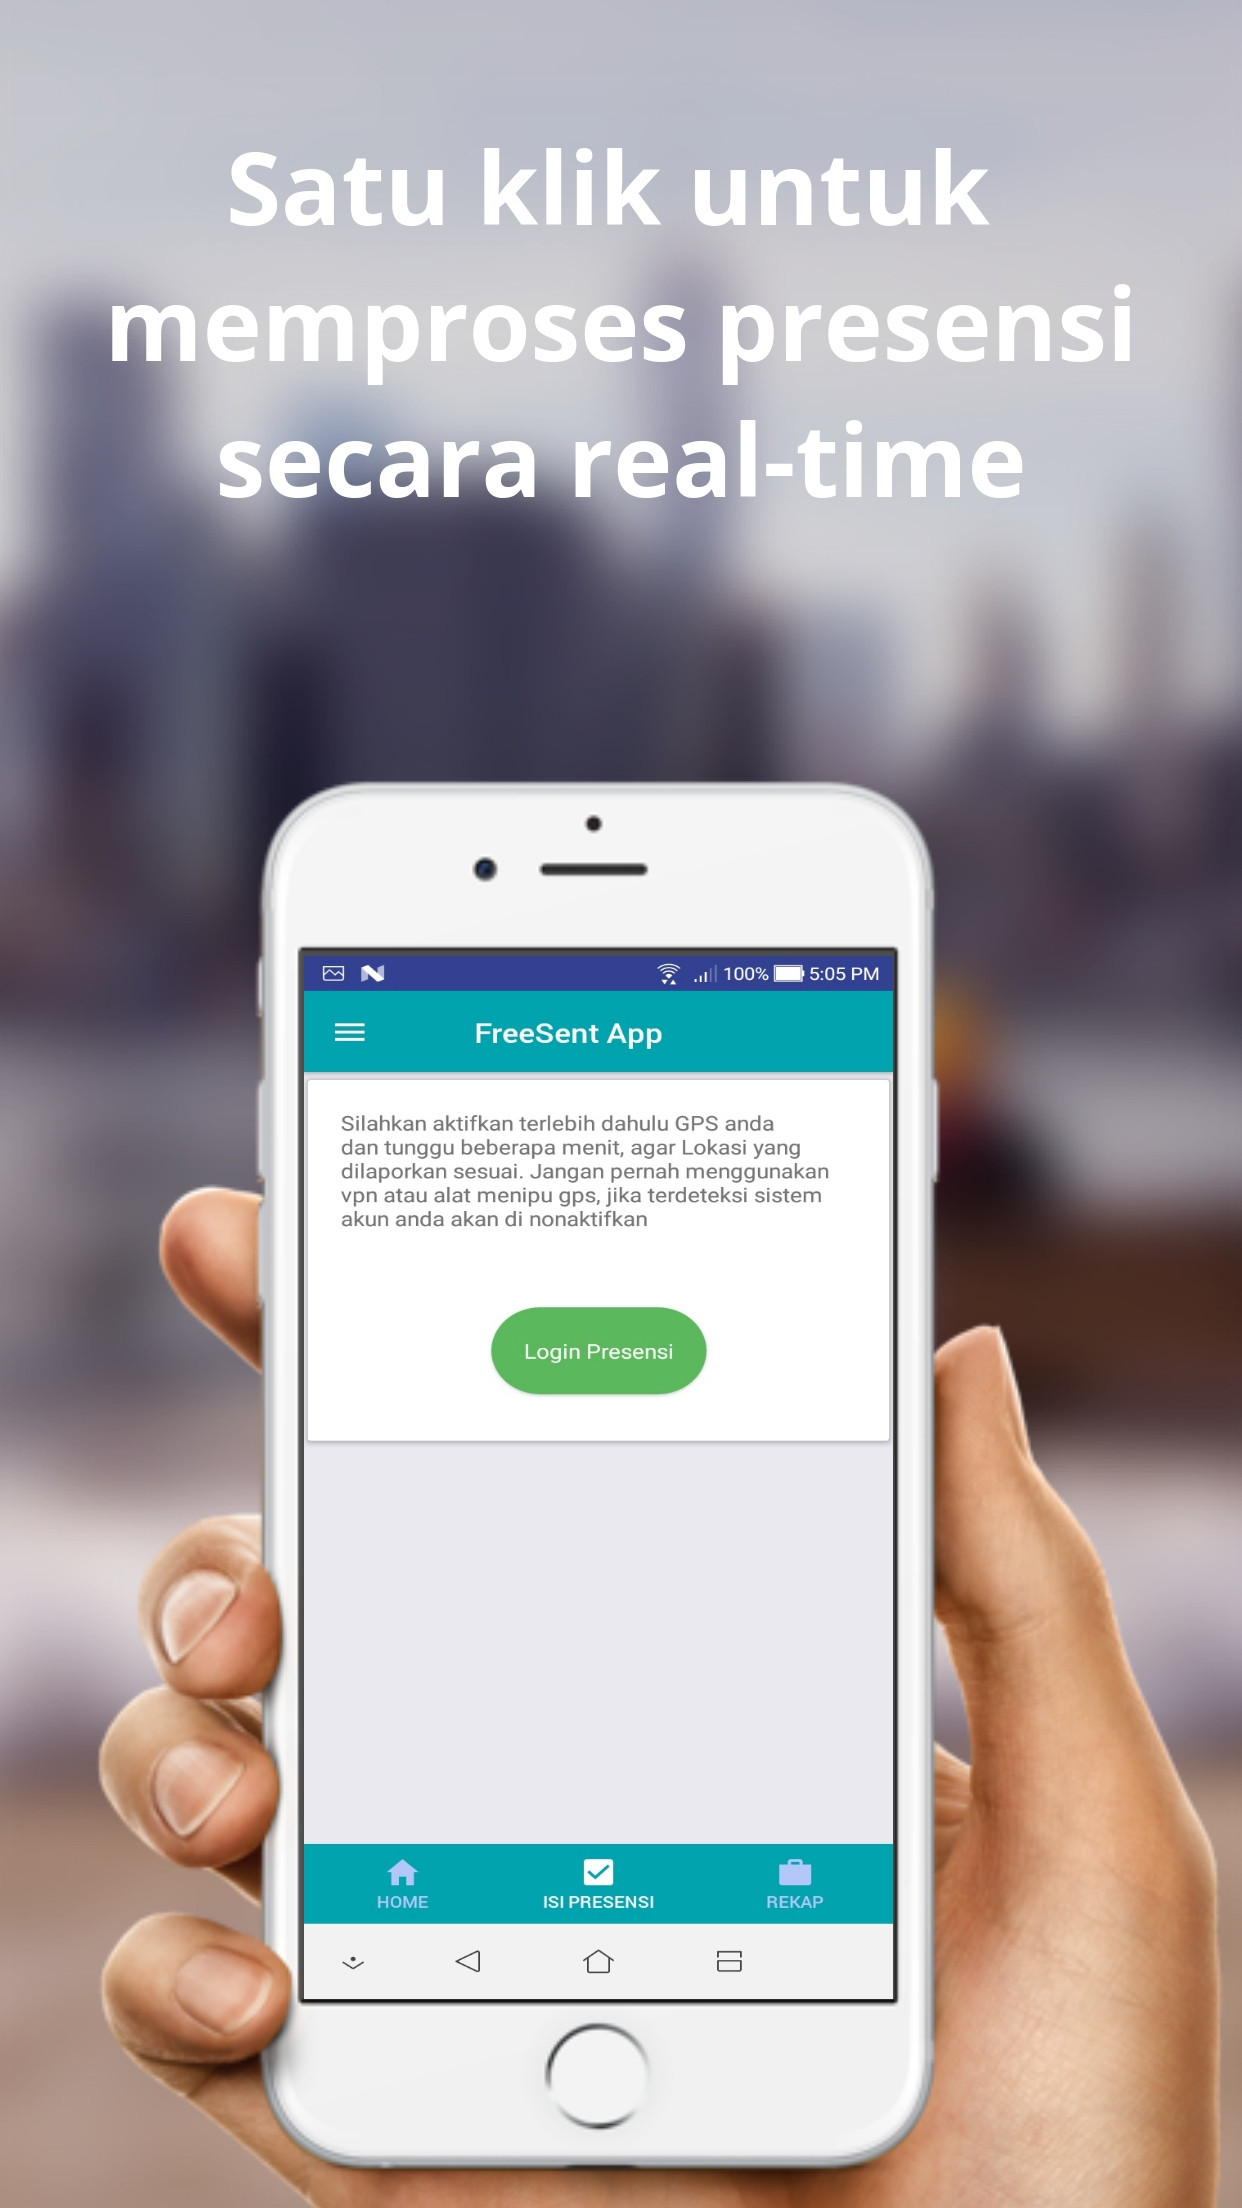 Satu klik untuk
memproses presensi
secara real-time
100% 5:05 PM
FreeSent App
Silahkan aktifkan terlebih dahulu GPS anda
dan tunggu beberapa menit, agar Lokasi yang
dilaporkan sesuai. Jangan pernah menggunakan
vpn atau alat menipu gps, jika terdeteksi sistem
akun anda akan di nonaktifkan
Login Presensi
HOME ISI PRESENSI REKAP